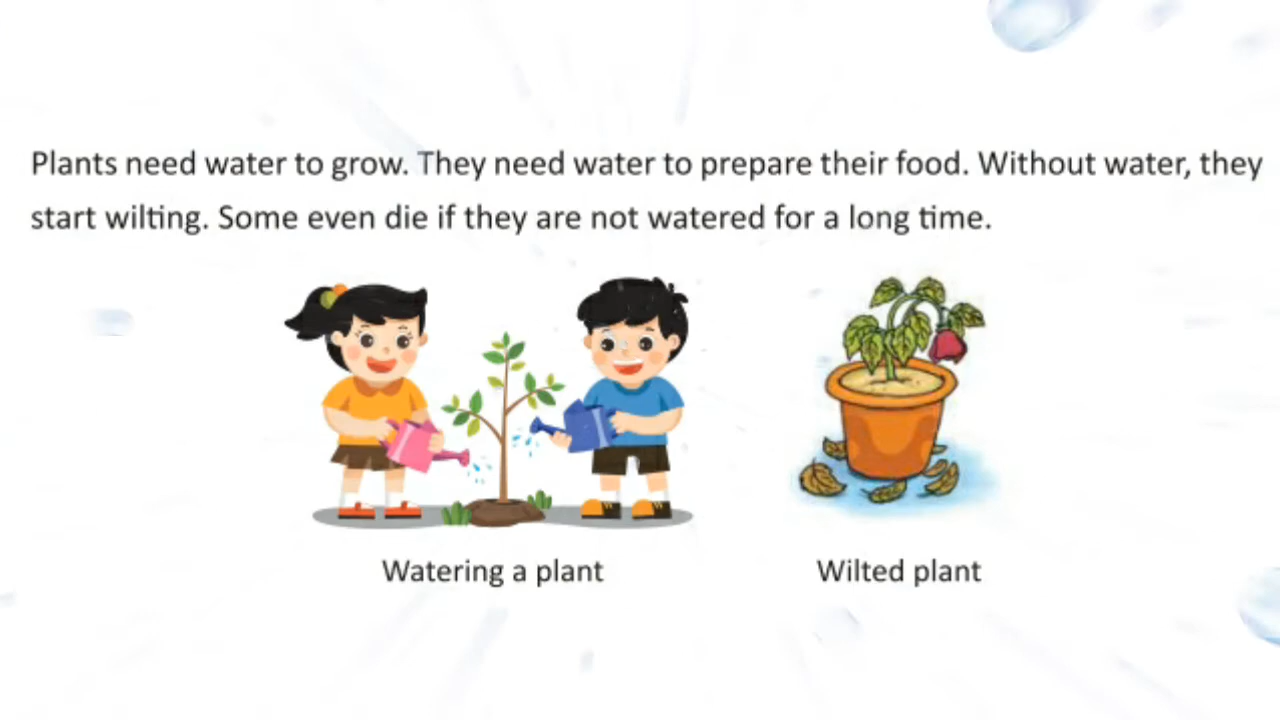 Plants need water to grow. They need water to prepare their food. Without water, they
start wilting. Some even die if they are not watered for a long time.
Watering a plant
Wilted plant